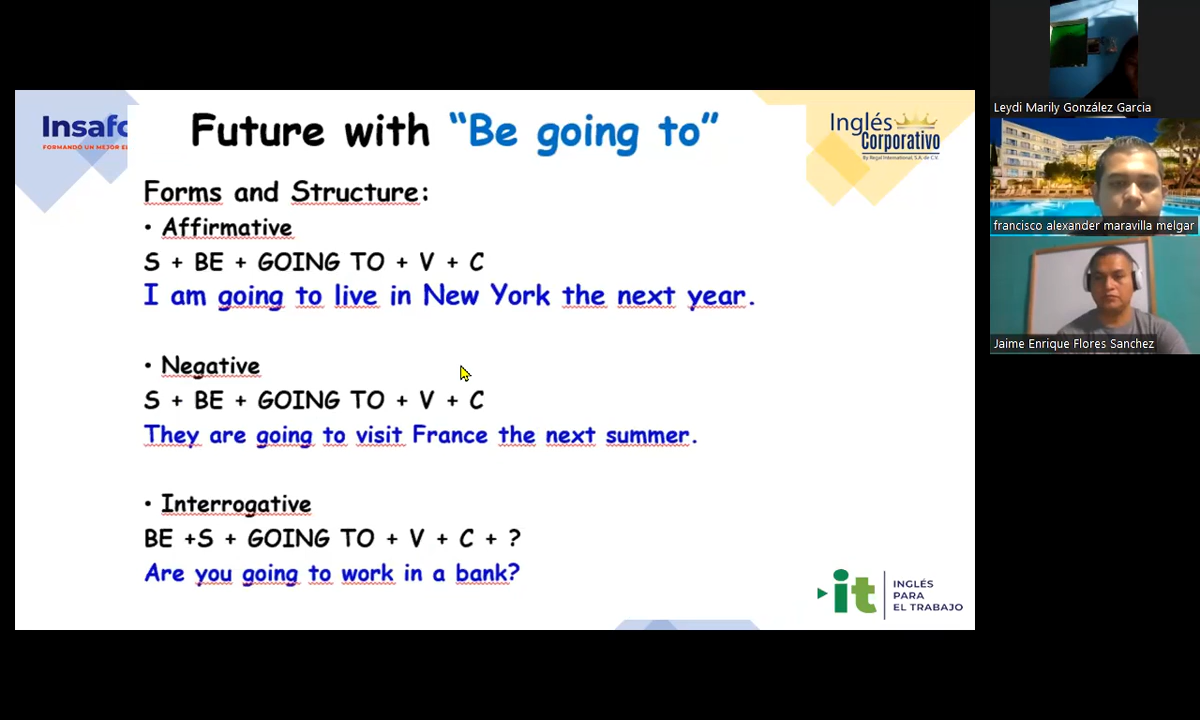 Insafo
FORMANDO UN MEJOR EL
Future with “Be going to”
Inglés
Corporativo
By Regal International, S.A. de C.V.
Forms and Structure:
• Affirmative
S + BE + GOING TO + V + C
I am going to live in New York the next year.
• Negative
S + BE + GOING TO + V + C
They are going to visit France the next summer.
• Interrogative
BE +S + GOING TO + V + C + ?
Are you going to work in a bank?
it
INGLÉS
PARA
EL TRABAJO
Leydi Marily González Garcia
francisco alexander maravilla melgar
Jaime Enrique Flores Sanchez